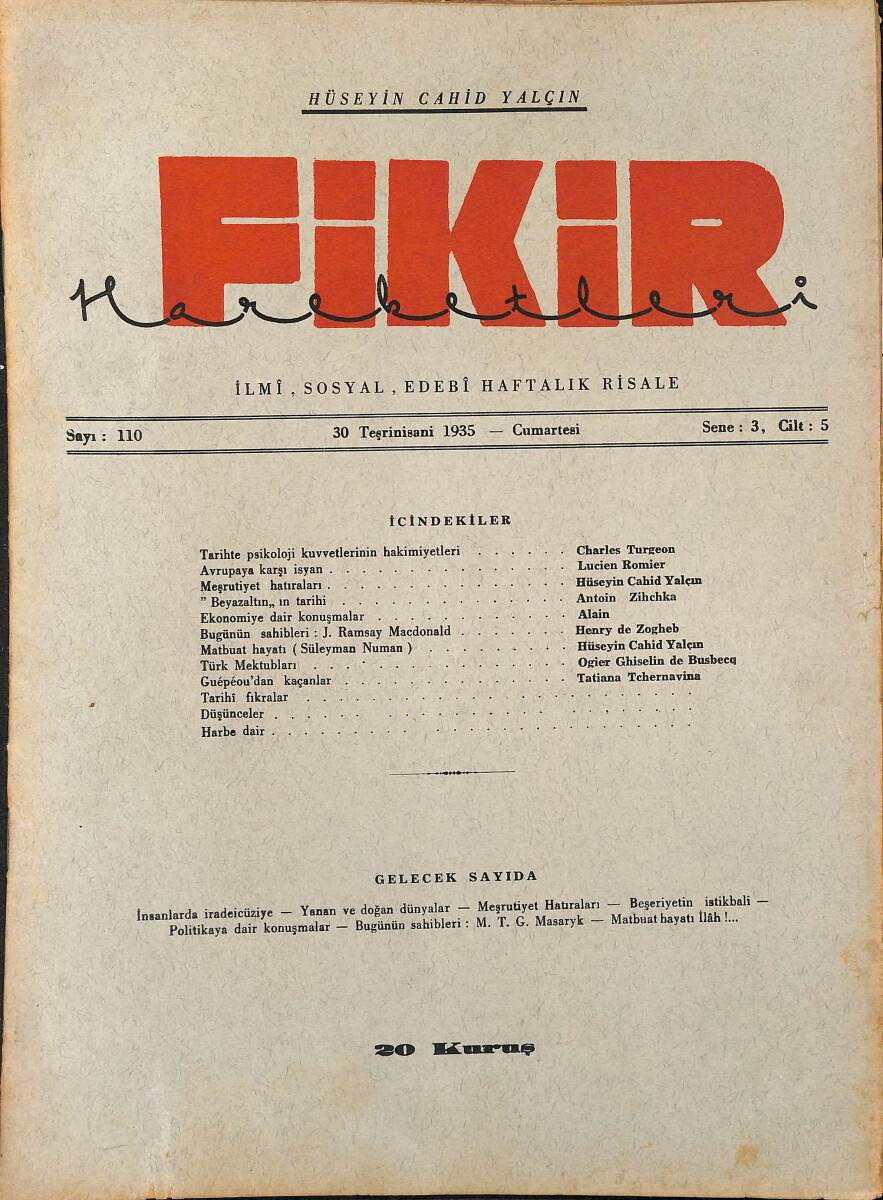 HÜSEYİN CAHİD YALÇIN
FİKİR
Hareketleri
İLMÎ , SOSYAL , EDEBÎ HAFTALIK RİSALE
Sayı : 110 30 Teşrinisani 1935 — Cumartesi Sene : 3, Cilt : 5
İCİNDEKİLER
Tarihte psikoloji kuvvetlerinin hakimiyetleri . . . . . . Charles Turgeon
Avrupaya karşı isyan . . . . . . . . . . . . . . Lucien Romier
Meşrutiyet hatıraları . . . . . . . . . . . . . . Hüseyin Cahid Yalçın
” Beyazaltın„ ın tarihi . . . . . . . . . . . . . Antoin Zihchka
Ekonomiye dair konuşmalar . . . . . . . . . . . Alain
Bugünün sahibleri : J. Ramsay Macdonald . . . . . . . Henry de Zogheb
Matbuat hayatı ( Süleyman Numan ) . . . . . . . . Hüseyin Cahid Yalçın
Türk Mektubları . . . . . . . . . . . . . . . Ogier Ghiselin de Busbecq
Guépéou'dan kaçanlar . . . . . . . . . . . . . Tatiana Tchernavina
Tarihî fıkralar . . . . . . . . . . . . . . . . . . . . .
Düşünceler . . . . . . . . . . . . . . . . . . . . . .
Harbe dair . . . . . . . . . . . . . . . . . . . . . .
GELECEK SAYIDA
İnsanlarda iradeicüziye — Yanan ve doğan dünyalar — Meşrutiyet Hatıraları — Beşeriyetin istikbali —
Politikaya dair konuşmalar — Bugünün sahibleri : M. T. G. Masaryk — Matbuat hayatı İlâh !...
20 Kuruş